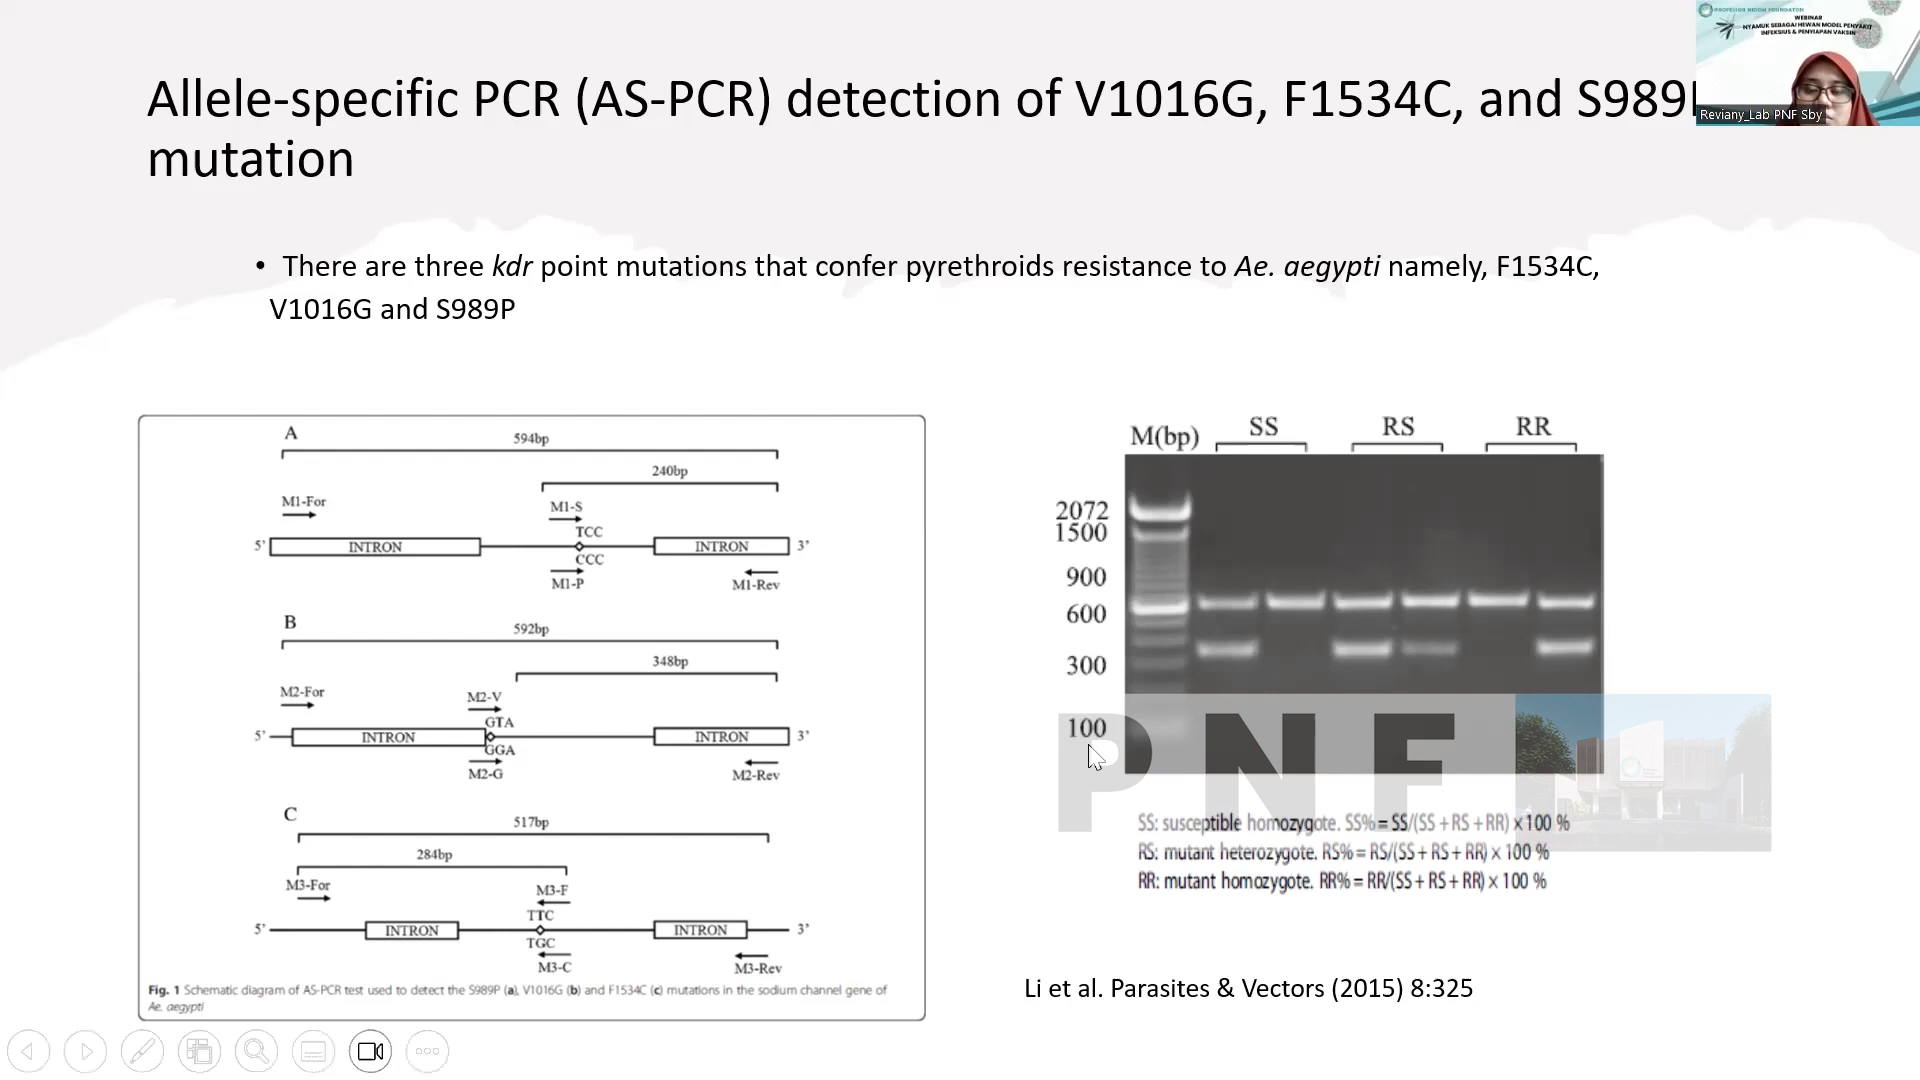 PROFESSOR NIDOM FOUNDATION
WEBINAR
NYAMUK SEBAGAI HEWAN MODEL PENYAKIT
INFEKSIUS & PENYIAPAN VAKSIN
Reviany_Lab PNF Sby
Allele-specific PCR (AS-PCR) detection of V1016G, F1534C, and S989
mutation
• There are three kdr point mutations that confer pyrethroids resistance to Ae. aegypti namely, F1534C,
V1016G and S989P
A
594bp
240bp
M1-For
M1-S
TCC
5' INTRON INTRON 3'
CCC
M1-P
M1-Rev
B
592bp
348bp
M2-For
M2-V
GTA
5' INTRON INTRON 3'
GGA
M2-G
M2-Rev
C
517bp
284bp
M3-For
M3-F
TTC
5' INTRON INTRON 3'
TGC
M3-C
M3-Rev
Fig. 1 Schematic diagram of AS-PCR test used to detect the S989P (a), V1016G (b) and F1534C (c) mutations in the sodium channel gene of
Ae. aegypti
M(bp) SS RS RR
2072
1500
900
600
300
100
PNF
SS: susceptible homozygote. SS% = SS/(SS + RS + RR) × 100 %
RS: mutant heterozygote. RS% = RS/(SS + RS + RR) × 100 %
RR: mutant homozygote. RR% = RR/(SS + RS + RR) × 100 %
Li et al. Parasites & Vectors (2015) 8:325